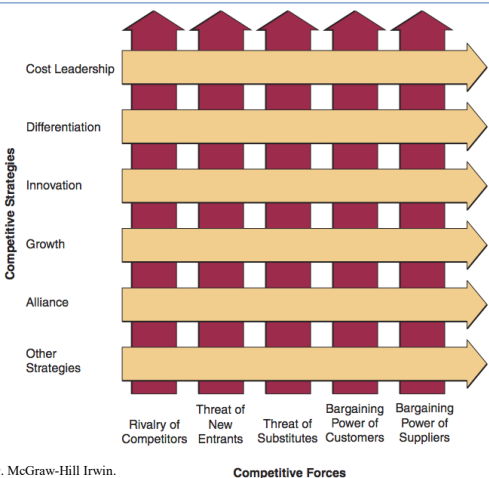 Cost Leadership
Differentiation
Innovation
Growth
Alliance
Other
Strategies
Competitive Strategies
Rivalry of
Competitors
Threat of
New
Entrants
Threat of
Substitutes
Bargaining
Power of
Customers
Bargaining
Power of
Suppliers
. McGraw-Hill Irwin.
Competitive Forces